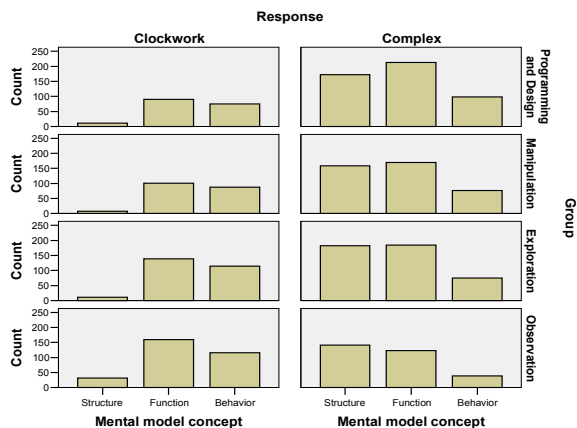 Response
Clockwork
Complex
Count
250
200
150
100
50
0
Programming
and Design
Count
250
200
150
100
50
0
Manipulation
Count
250
200
150
100
50
0
Exploration
Count
250
200
150
100
50
0
Observation
Group
Structure Function Behavior
Structure Function Behavior
Mental model concept
Mental model concept